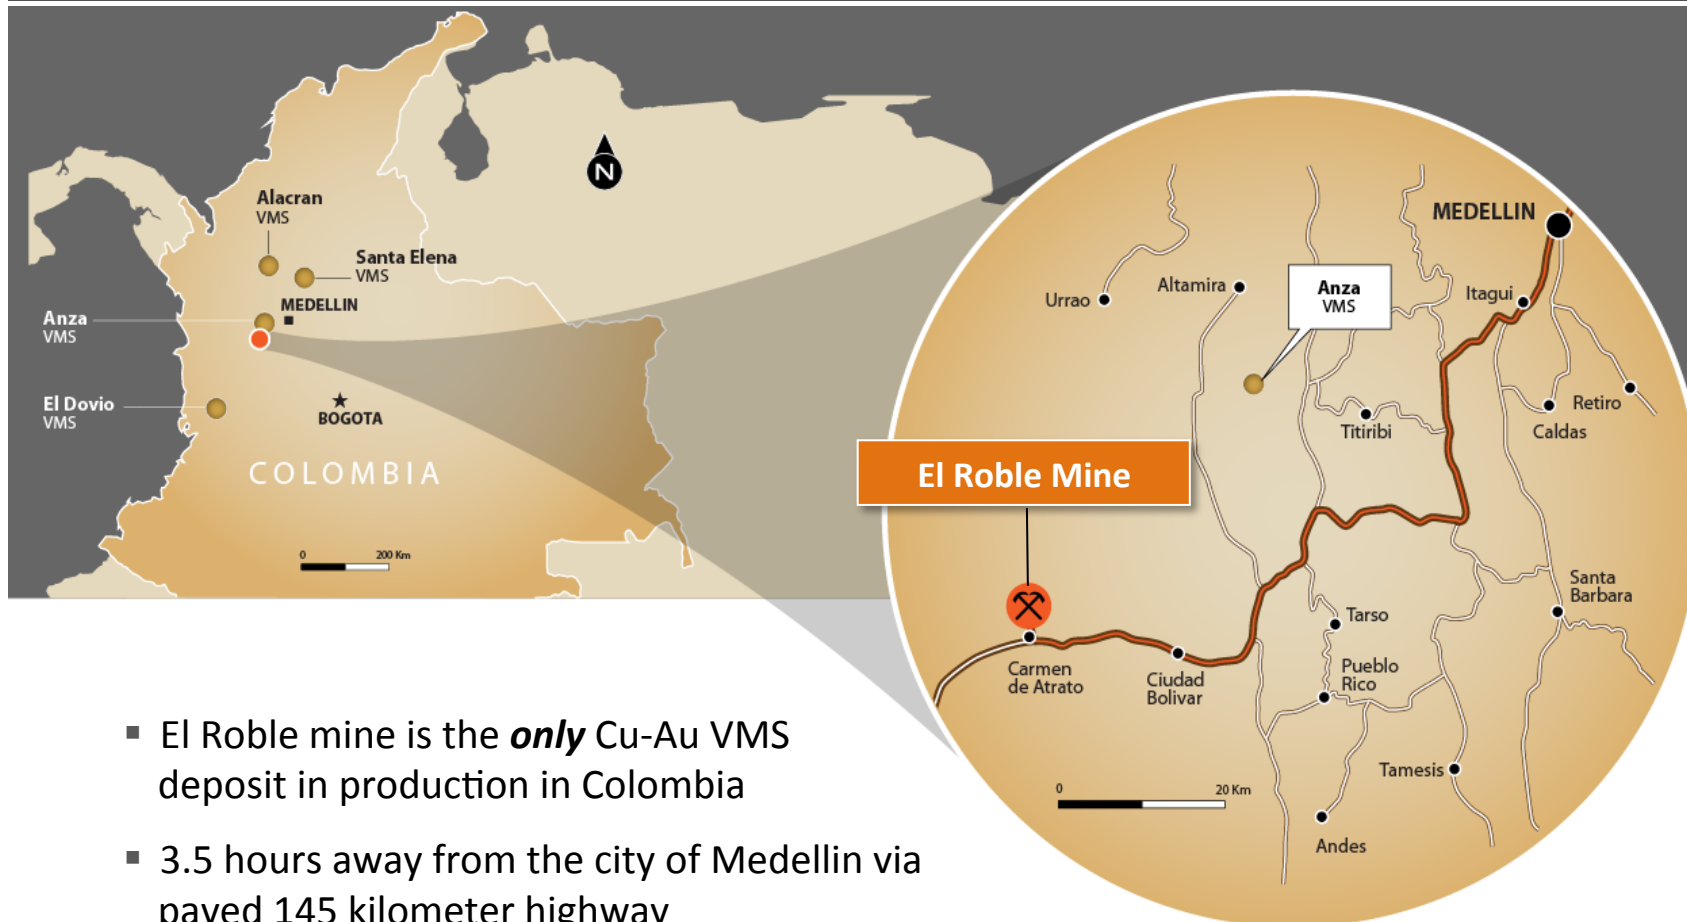 Alacran
VMS
Santa Elena
VMS
MEDELLIN
Anza
VMS
El Dovio
VMS
BOGOTA
COLOMBIA
0 200 Km
N
MEDELLIN
Anza
VMS
Urrao
Altamira
Itagui
Titiribi
Retiro
Caldas
El Roble Mine
Santa
Barbara
Tarso
Carmen
de Atrato
Ciudad
Bolivar
Pueblo
Rico
Tamesis
0 20 Km
Andes
▪ El Roble mine is the only Cu-Au VMS
deposit in production in Colombia
▪ 3.5 hours away from the city of Medellin via
paved 145 kilometer highway